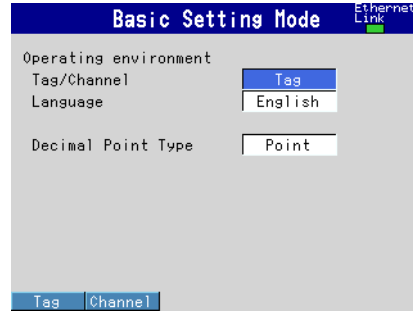 Basic Setting Mode
Ethernet
Link
Operating environment
Tag/Channel Tag
Language English
Decimal Point Type Point
Tag Channel